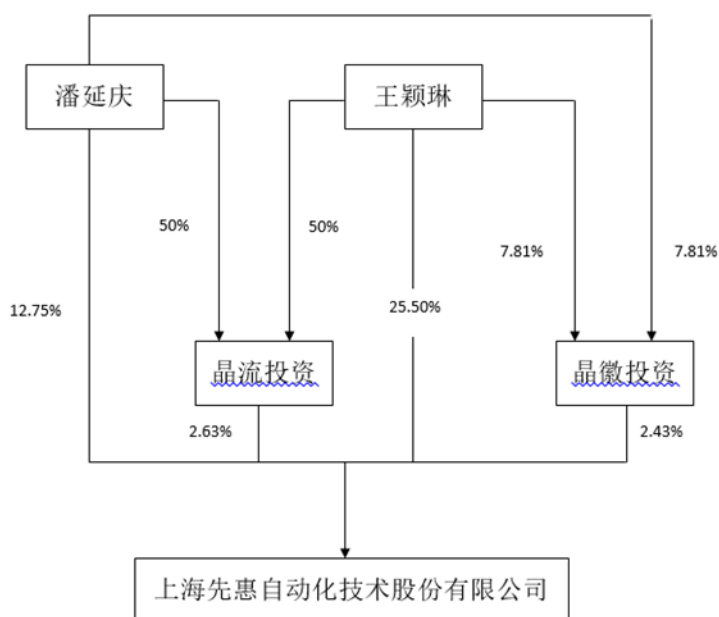 潘延庆
王颖琳
50%
50%
7.81%
7.81%
12.75%
25.50%
晶流投资
晶徽投资
2.63%
2.43%
上海先惠自动化技术股份有限公司